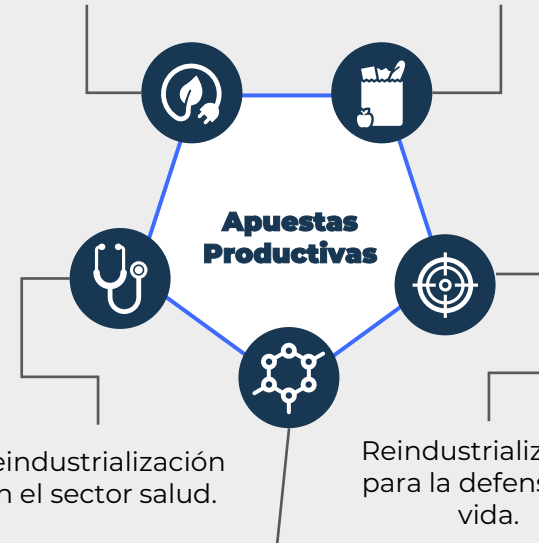 Apuestas
Productivas
eindustrialización
n el sector salud.
Reindustrializ
para la defens
vida.